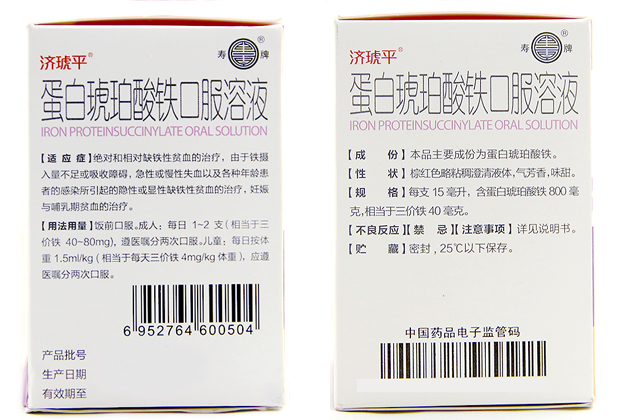 济琥平®
寿 牌®
蛋白琥珀酸铁口服溶液
IRON PROTEINSUCCINYLATE ORAL SOLUTION
【适应症】绝对和相对缺铁性贫血的治疗，由于铁摄
入量不足或吸收障碍，急性或慢性失血以及各种年龄患
者的感染所引起的隐性或显性缺铁性贫血的治疗，妊娠
与哺乳期贫血的治疗。
【用法用量】饭前口服。成人：每日 1~2 支（相当于三
价铁 40~80mg），遵医嘱分两次口服。儿童：每日按体
重 1.5ml/kg（相当于每天三价铁 4mg/kg 体重），应遵
医嘱分两次口服。
6 952764 600504
产品批号
生产日期
有效期至
济琥平®
寿 牌®
蛋白琥珀酸铁口服溶液
IRON PROTEINSUCCINYLATE ORAL SOLUTION
【成 份】本品主要成份为蛋白琥珀酸铁。
【性 状】棕红色略粘稠澄清液体，气芳香，味甜。
【规 格】每支 15 毫升，含蛋白琥珀酸铁 800 毫
克，相当于三价铁 40 毫克。
【不良反应】【禁 忌】【注意事项】详见说明书。
【贮 藏】密封，25℃以下保存。
中国药品电子监管码